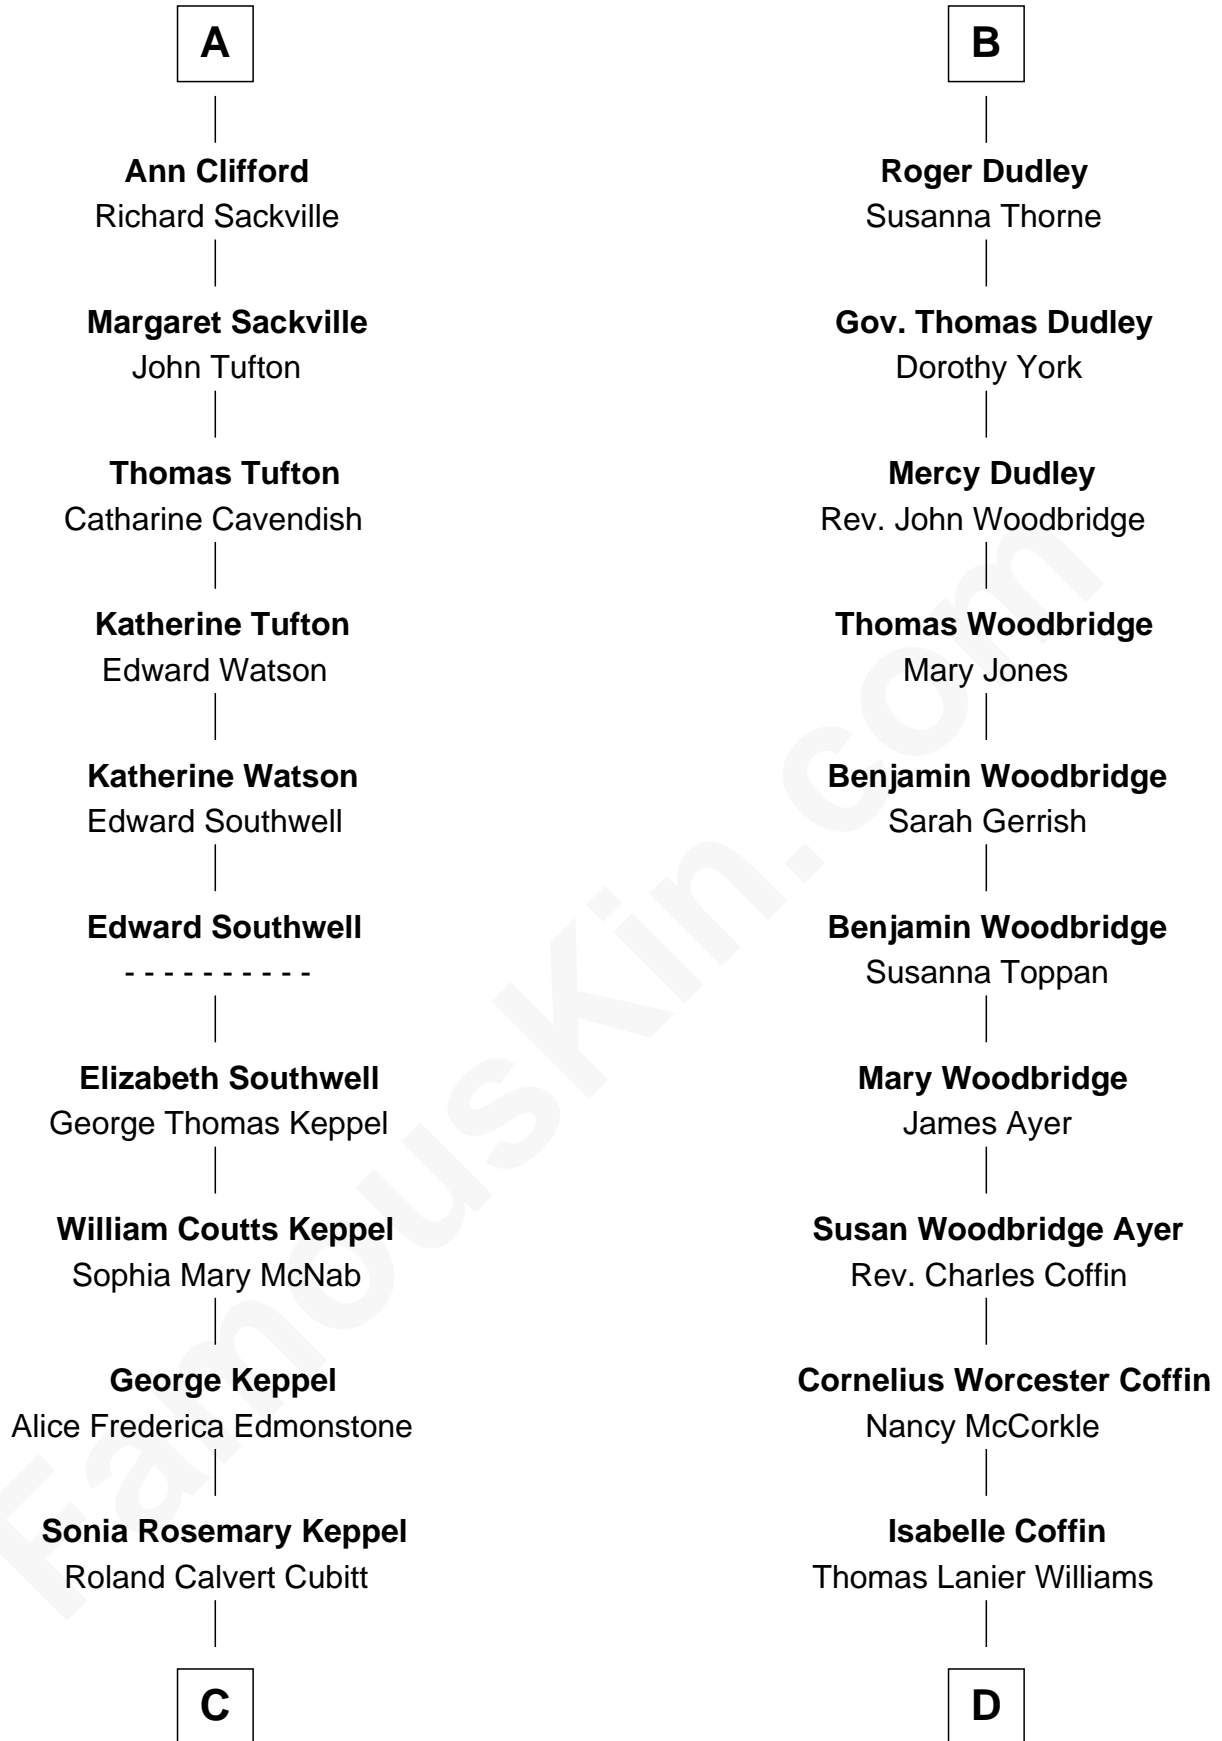 A
Ann Clifford
Richard Sackville
Margaret Sackville
John Tufton
Thomas Tufton
Catharine Cavendish
Katherine Tufton
Edward Watson
Katherine Watson
Edward Southwell
Edward Southwell
- - - - - - - - - -
Elizabeth Southwell
George Thomas Keppel
William Coutts Keppel
Sophia Mary McNab
George Keppel
Alice Frederica Edmonstone
Sonia Rosemary Keppel
Roland Calvert Cubitt
C
B
Roger Dudley
Susanna Thorne
Gov. Thomas Dudley
Dorothy York
Mercy Dudley
Rev. John Woodbridge
Thomas Woodbridge
Mary Jones
Benjamin Woodbridge
Sarah Gerrish
Benjamin Woodbridge
Susanna Toppan
Mary Woodbridge
James Ayer
Susan Woodbridge Ayer
Rev. Charles Coffin
Cornelius Worcester Coffin
Nancy McCorkle
Isabelle Coffin
Thomas Lanier Williams
D
FamousKin.com